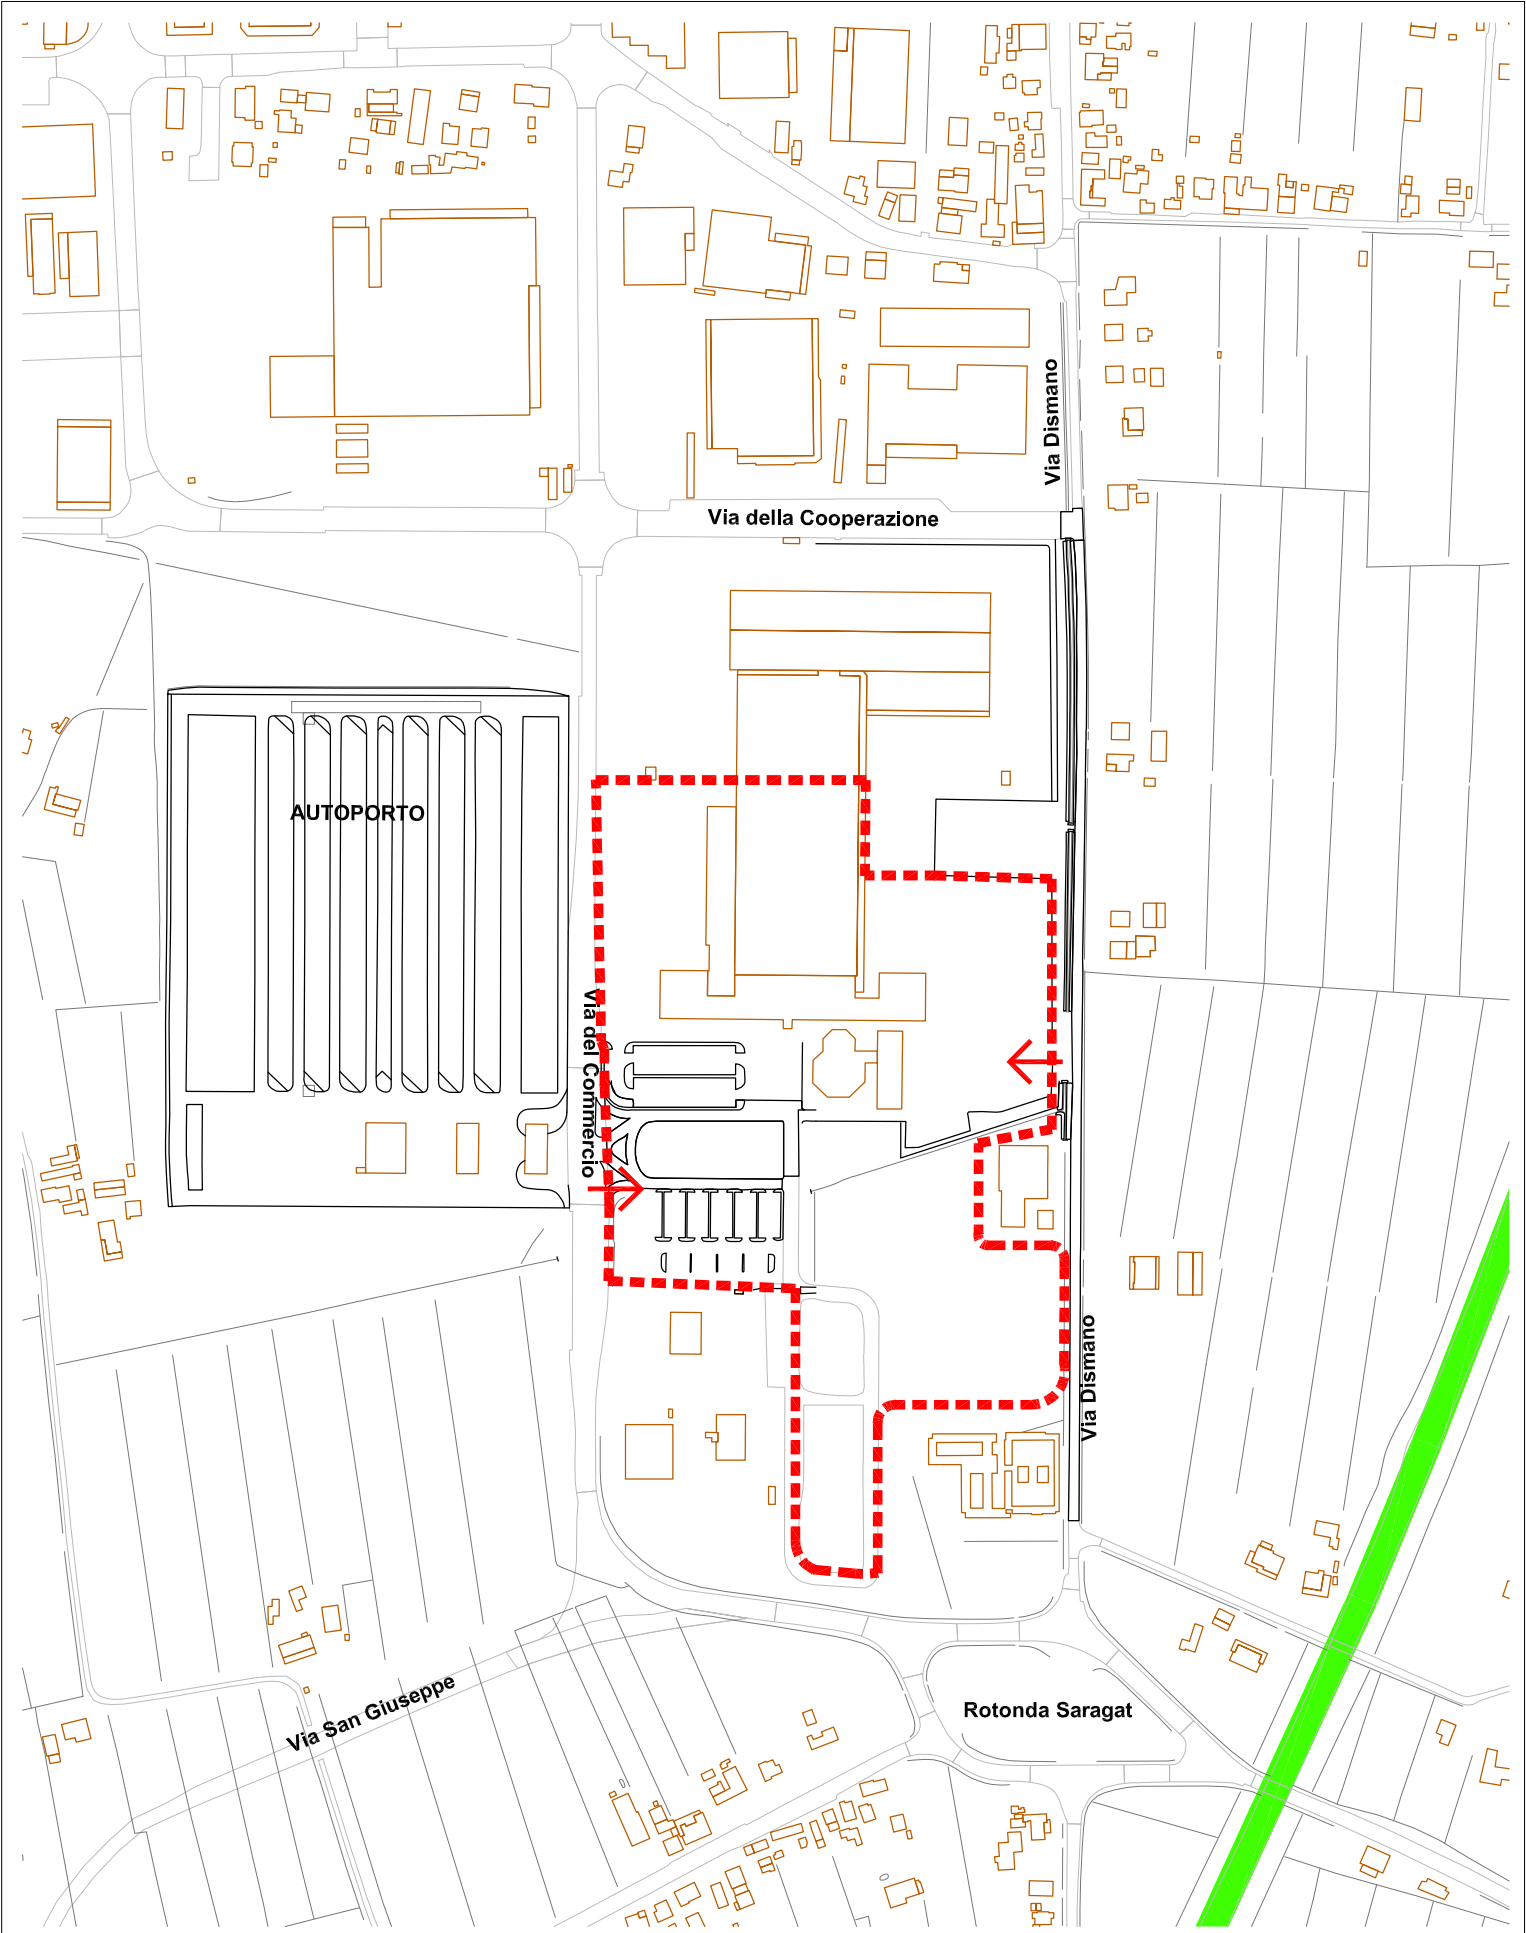 Via Dismano
Via della Cooperazione
AUTOPORTO
Via del Commercio
Via Dismano
Via San Giuseppe
Rotonda Saragat